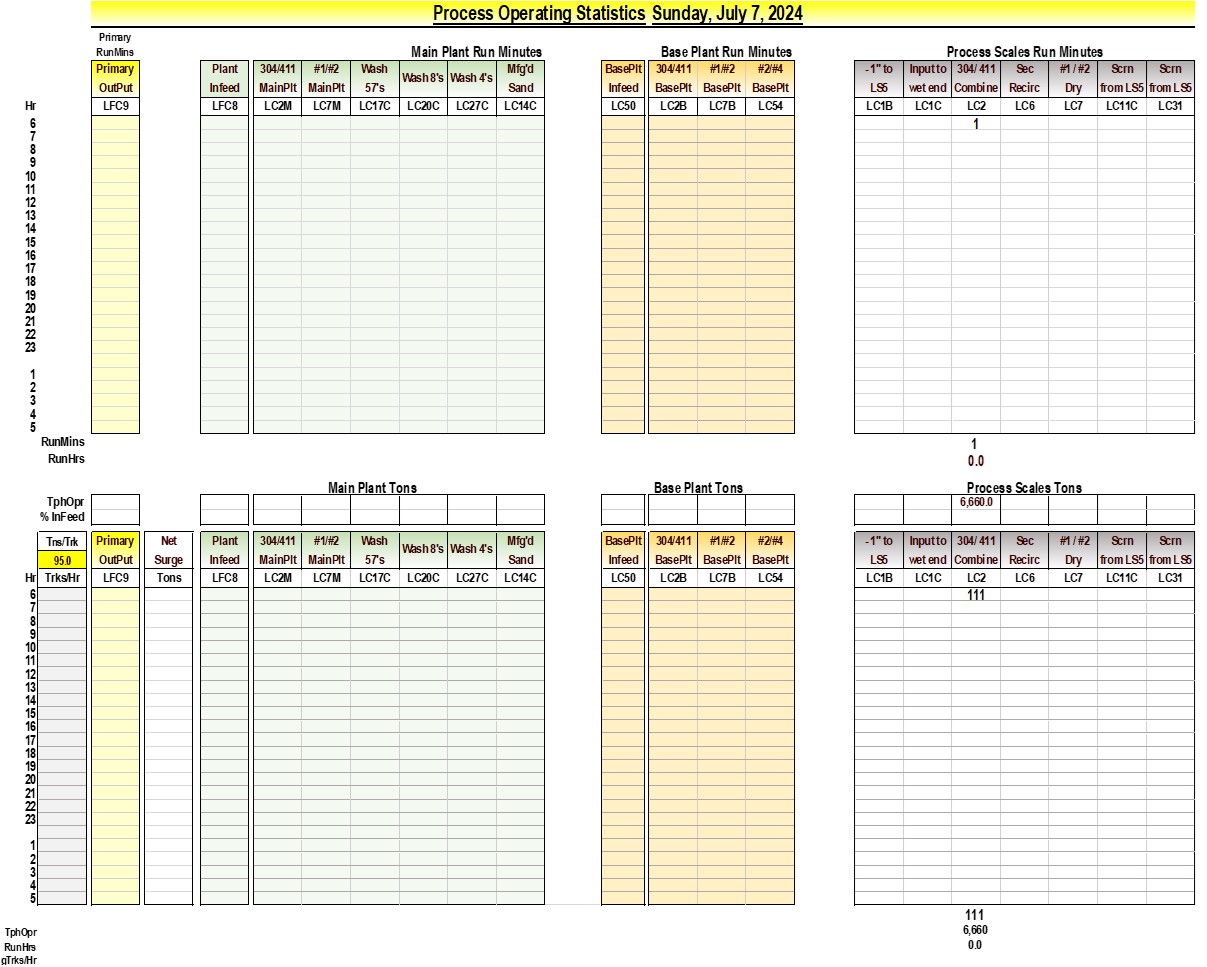 Process Operating Statistics Sunday, July 7, 2024
Primary
RunMins Main Plant Run Minutes Base Plant Run Minutes Process Scales Run Minutes
Primary Plant 304/411 #1/#2 Wash Wash 8's Wash 4's Mfg'd BasePlt 304/411 #1/#2 #2/#4 -1" to Input to 304/ 411 Sec #1 / #2 Scrn Scrn
OutPut Infeed MainPlt MainPlt 57's Sand Infeed BasePlt BasePlt BasePlt LS5 wet end Combine Recirc Dry from LS5 from LS5
Hr LFC9 LFC8 LC2M LC7M LC17C LC20C LC27C LC14C LC50 LC2B LC7B LC54 LC1B LC1C LC2 LC6 LC7 LC11C LC31
6 1
7
8
9
10
11
12
13
14
15
16
17
18
19
20
21
22
23
1
2
3
4
5
RunMins 1
RunHrs 0.0
Main Plant Tons Base Plant Tons Process Scales Tons
TphOpr 6,660.0
% InFeed
Tns/Trk Primary Net Plant 304/411 #1/#2 Wash Wash 8's Wash 4's Mfg'd BasePlt 304/411 #1/#2 #2/#4 -1" to Input to 304/ 411 Sec #1 / #2 Scrn Scrn
95.0 OutPut Surge Infeed MainPlt MainPlt 57's Sand Infeed BasePlt BasePlt BasePlt LS5 wet end Combine Recirc Dry from LS5 from LS5
Hr Trks/Hr LFC9 Tons LFC8 LC2M LC7M LC17C LC20C LC27C LC14C LC50 LC2B LC7B LC54 LC1B LC1C LC2 LC6 LC7 LC11C LC31
6 111
7
8
9
10
11
12
13
14
15
16
17
18
19
20
21
22
23
1
2
3
4
5
111
TphOpr 6,660
RunHrs 0.0
gTrks/Hr